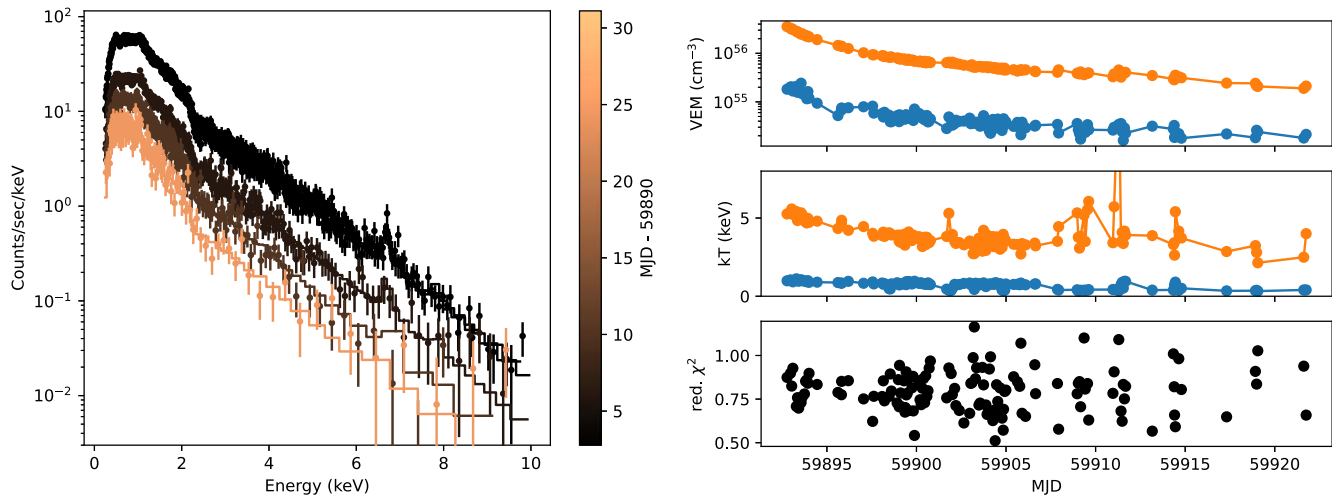 10²
10¹
10⁰
10⁻¹
10⁻²
Counts/sec/keV
0 2 4 6 8 10
Energy (keV)
30
25
20
15
10
5
MJD - 59890
10⁵⁶
10⁵⁵
VEM (cm⁻³)
5
0
kT (keV)
1.00
0.75
0.50
red. χ²
59895 59900 59905 59910 59915 59920
MJD